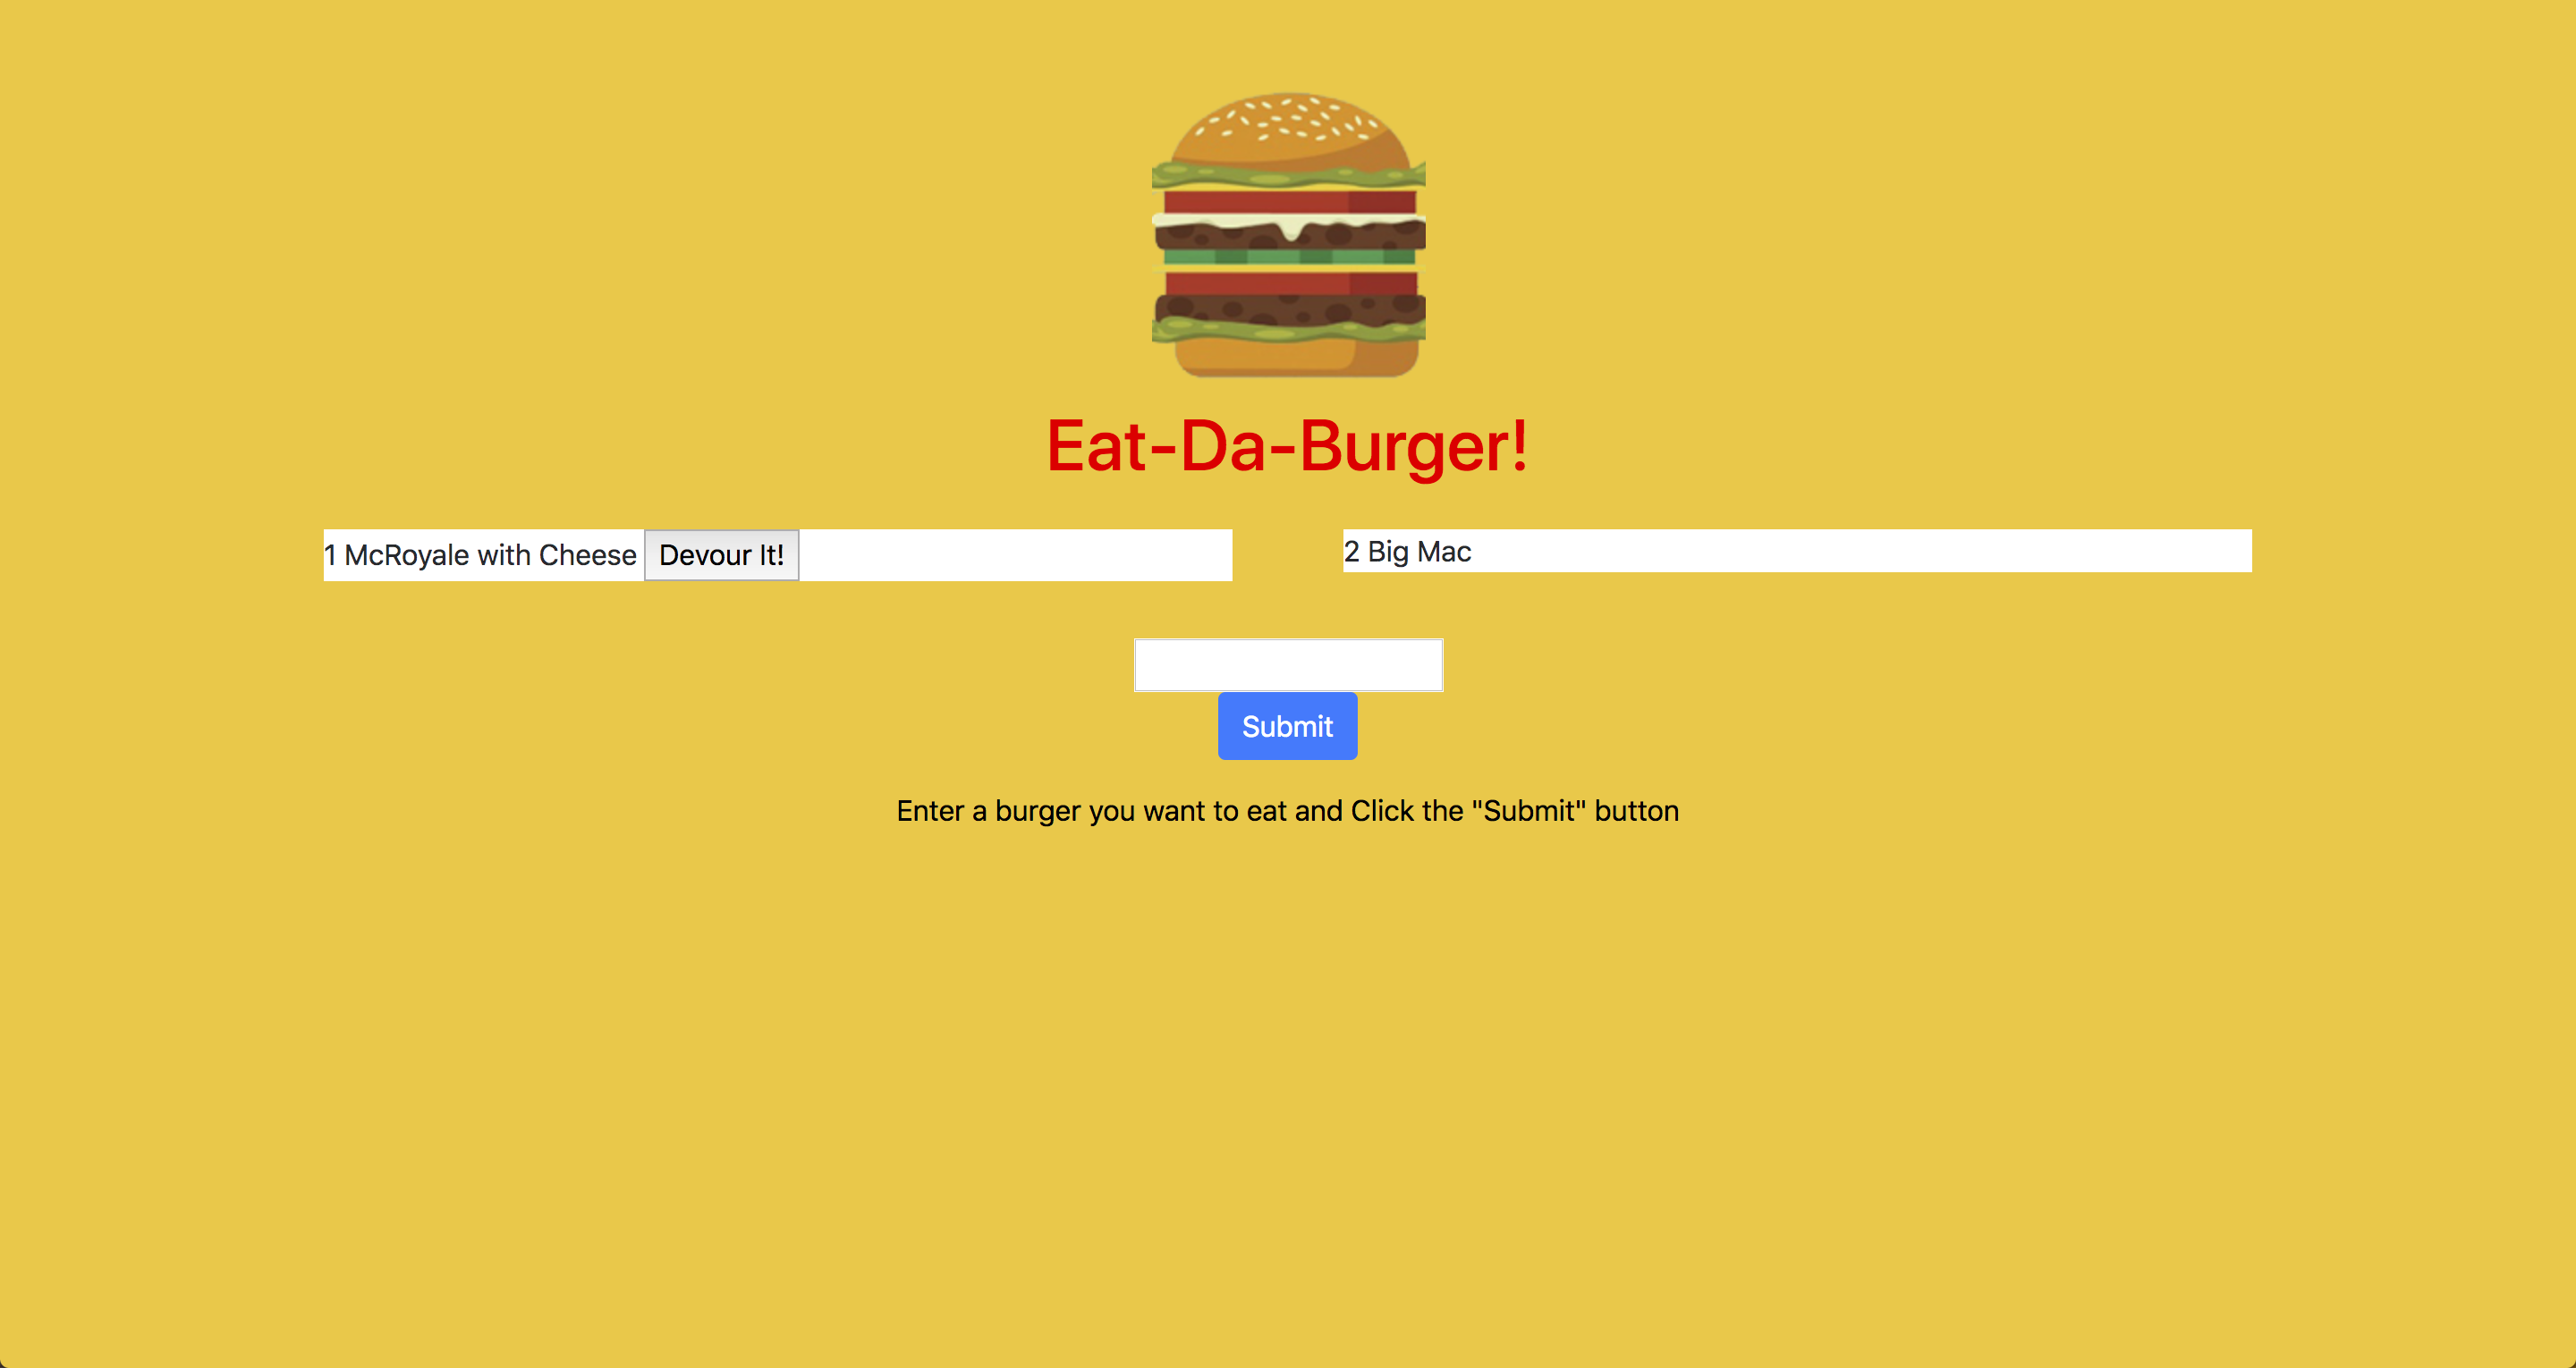 Eat-Da-Burger!
1 McRoyale with Cheese Devour It!
2 Big Mac
Submit
Enter a burger you want to eat and Click the "Submit" button